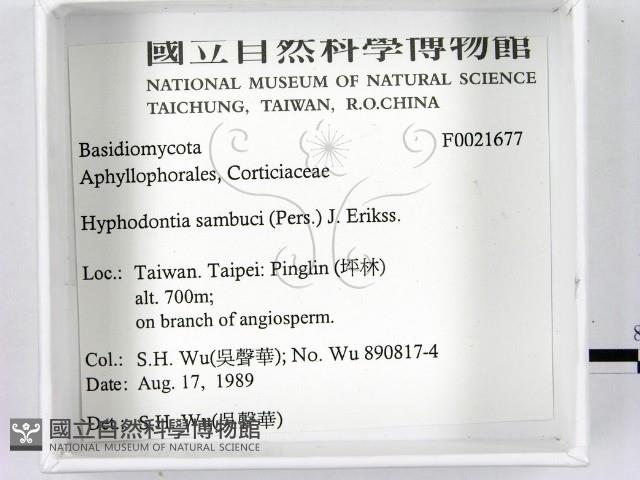 國立自然科學博物館
NATIONAL MUSEUM OF NATURAL SCIENCE
TAICHUNG, TAIWAN, R.O.CHINA
Basidiomycota F0021677
Aphyllophorales, Corticiaceae
Hyphodontia sambuci (Pers.) J. Erikss.
Loc.: Taiwan. Taipei: Pinglin (坪林)
alt. 700m;
on branch of angiosperm.
Col.: S.H. Wu(吳聲華); No. Wu 890817-4
Date: Aug. 17, 1989
Det.: S.H. Wu(吳聲華)
國立自然科學博物館
NATIONAL MUSEUM OF NATURAL SCIENCE